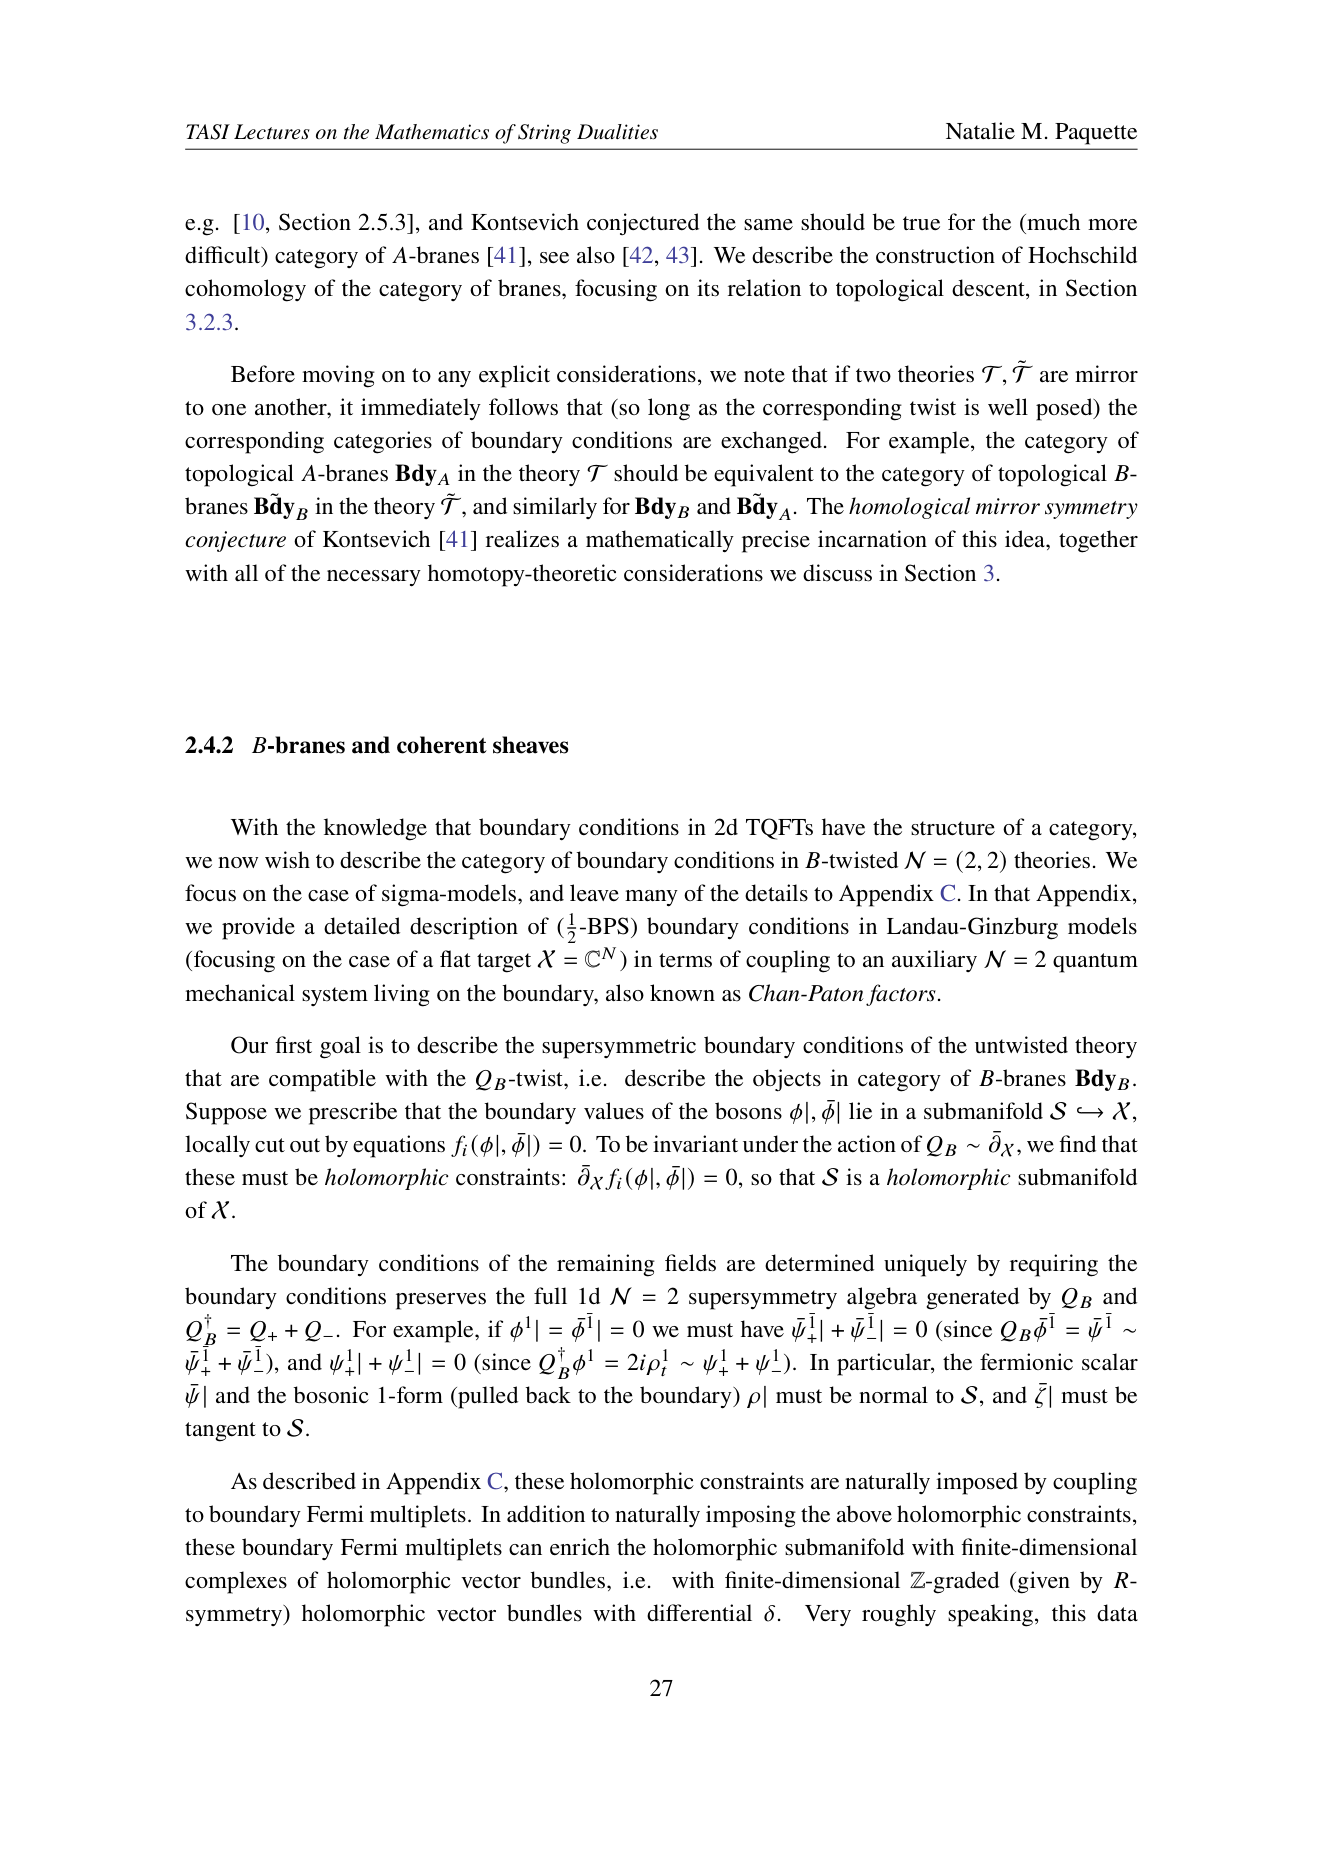 TASI Lectures on the Mathematics of String Dualities Natalie M. Paquette
e.g. [10, Section 2.5.3], and Kontsevich conjectured the same should be true for the (much more
difficult) category of A-branes [41], see also [42, 43]. We describe the construction of Hochschild
cohomology of the category of branes, focusing on its relation to topological descent, in Section
3.2.3.
Before moving on to any explicit considerations, we note that if two theories 𝒯, 𝒯̃ are mirror
to one another, it immediately follows that (so long as the corresponding twist is well posed) the
corresponding categories of boundary conditions are exchanged. For example, the category of
topological A-branes Bdy_A in the theory 𝒯 should be equivalent to the category of topological B-
branes Bd̃y_B in the theory 𝒯̃, and similarly for Bdy_B and Bd̃y_A. The homological mirror symmetry
conjecture of Kontsevich [41] realizes a mathematically precise incarnation of this idea, together
with all of the necessary homotopy-theoretic considerations we discuss in Section 3.
2.4.2 B-branes and coherent sheaves
With the knowledge that boundary conditions in 2d TQFTs have the structure of a category,
we now wish to describe the category of boundary conditions in B-twisted 𝒩 = (2, 2) theories. We
focus on the case of sigma-models, and leave many of the details to Appendix C. In that Appendix,
we provide a detailed description of (½-BPS) boundary conditions in Landau-Ginzburg models
(focusing on the case of a flat target 𝒳 = ℂ^N) in terms of coupling to an auxiliary 𝒩 = 2 quantum
mechanical system living on the boundary, also known as Chan-Paton factors.
Our first goal is to describe the supersymmetric boundary conditions of the untwisted theory
that are compatible with the Q_B-twist, i.e. describe the objects in category of B-branes Bdy_B.
Suppose we prescribe that the boundary values of the bosons ϕ|, ϕ̄| lie in a submanifold 𝒮 ↪ 𝒳,
locally cut out by equations f_i(ϕ|, ϕ̄|) = 0. To be invariant under the action of Q_B ∼ ∂̄_𝒳, we find that
these must be holomorphic constraints: ∂̄_𝒳 f_i(ϕ|, ϕ̄|) = 0, so that 𝒮 is a holomorphic submanifold
of 𝒳.
The boundary conditions of the remaining fields are determined uniquely by requiring the
boundary conditions preserves the full 1d 𝒩 = 2 supersymmetry algebra generated by Q_B and
Q_B^† = Q_+ + Q_−. For example, if ϕ^1| = ϕ̄^1̄| = 0 we must have ψ̄_+^1̄| + ψ̄_−^1̄| = 0 (since Q_B ϕ̄^1̄ = ψ̄^1̄ ∼
ψ̄_+^1̄ + ψ̄_−^1̄), and ψ_+^1| + ψ_−^1| = 0 (since Q_B^† ϕ^1 = 2iρ_t^1 ∼ ψ_+^1 + ψ_−^1). In particular, the fermionic scalar
ψ̄| and the bosonic 1-form (pulled back to the boundary) ρ| must be normal to 𝒮, and ζ̄| must be
tangent to 𝒮.
As described in Appendix C, these holomorphic constraints are naturally imposed by coupling
to boundary Fermi multiplets. In addition to naturally imposing the above holomorphic constraints,
these boundary Fermi multiplets can enrich the holomorphic submanifold with finite-dimensional
complexes of holomorphic vector bundles, i.e. with finite-dimensional ℤ-graded (given by R-
symmetry) holomorphic vector bundles with differential δ. Very roughly speaking, this data
27